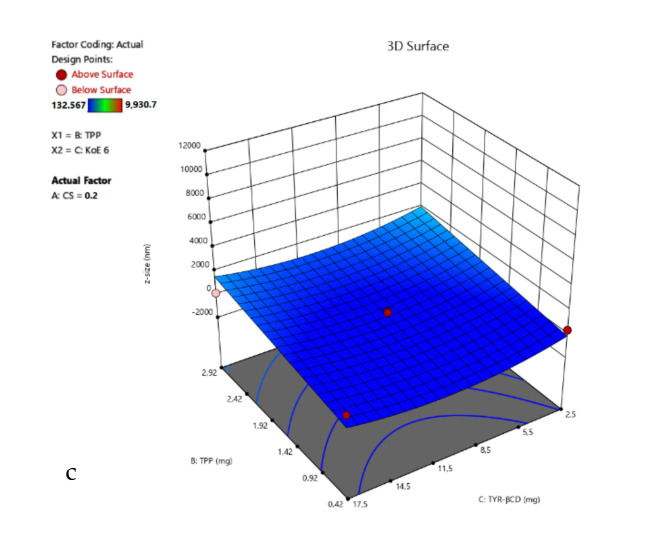 Factor Coding: Actual
3D Surface
Design Points:
Above Surface
Below Surface
132.567 9,930.7
X1 = B: TPP
X2 = C: KoE 6
Actual Factor
A: CS = 0.2
12000
10000
8000
6000
4000
2000
0
-2000
z-size (nm)
2.92
2.42
1.92
1.42
0.92
0.42
B: TPP (mg)
17.5
14.5
11.5
8.5
5.5
2.5
C: TYR-βCD (mg)
C